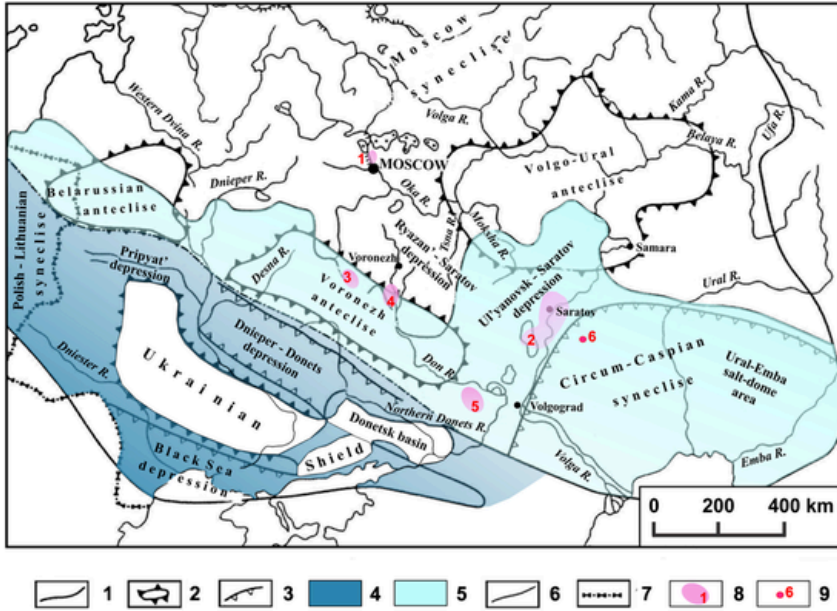 Moscow
syneclise
Western Dvina R.
Volga R.
Kama R.
Ufa R.
Belaya R.
1
MOSCOW
Volgo-Ural
anteclise
Dnieper R.
Oka R.
Belarussian
anteclise
Tsna R.
Moksha R.
Ryazan'-Saratov
depression
Samara
Polish - Lithuanian
syneclise
Pripyat'
depression
Desna R.
Voronezh
3
4
Voronezh
anteclise
Ul'yanovsk - Saratov
depression
Ural R.
Saratos
2
6
Dnieper - Donets
depression
Don R.
Circum-Caspian
syneclise
Ural-Emba
salt-dome
area
Dniester R.
Ukrainian
5
Northern Donets R.
Volgograd
Donetsk basin
Shield
Black Sea
depression
Volga R.
Emba R.
0 200 400 km
1 2 3 4 5 6 7 1 8 6 9